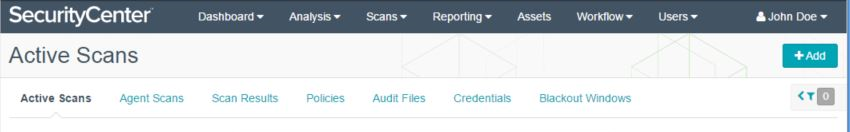 SecurityCenter Dashboard Analysis Scans Reporting Assets Workflow Users John Doe
Active Scans + Add
Active Scans Agent Scans Scan Results Policies Audit Files Credentials Blackout Windows 0